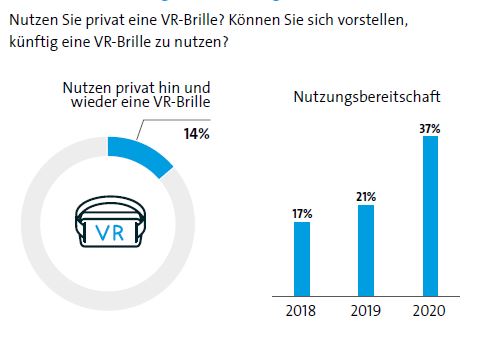 Nutzen Sie privat eine VR-Brille? Können Sie sich vorstellen,
künftig eine VR-Brille zu nutzen?
Nutzen privat hin und
wieder eine VR-Brille
14%
VR
Nutzungsbereitschaft
17%
21%
37%
2018
2019
2020